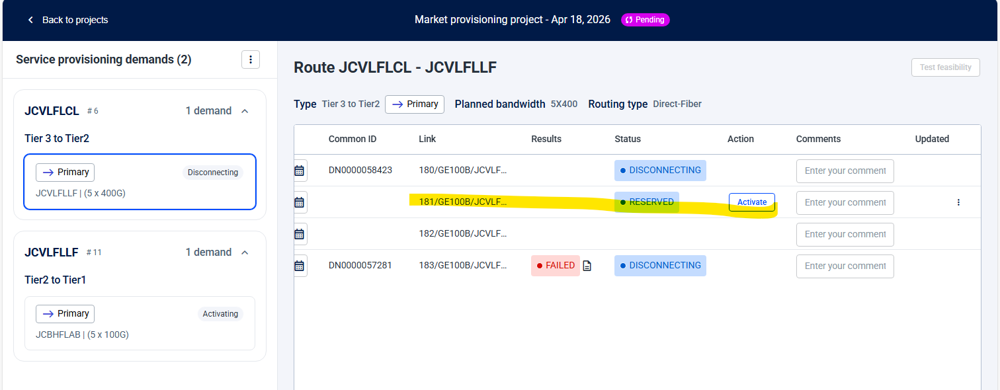 Back to projects
Market provisioning project - Apr 18, 2026 Pending
Service provisioning demands (2)
JCVLFLCL # 6 1 demand
Tier 3 to Tier2
Primary Disconnecting
JCVLFLLF | (5 x 400G)
JCVLFLLF # 11 1 demand
Tier2 to Tier1
Primary Activating
JCBHFLAB | (5 x 100G)
Route JCVLFLCL - JCVLFLLF
Test feasibility
Type Tier 3 to Tier2 Primary Planned bandwidth 5X400 Routing type Direct-Fiber
Common ID Link Results Status Action Comments Updated
DN0000058423 180/GE100B/JCVLF... DISCONNECTING Enter your comment
181/GE100B/JCVLF... RESERVED Activate Enter your comment
182/GE100B/JCVLF... Enter your comment
DN0000057281 183/GE100B/JCVLF... FAILED DISCONNECTING Enter your comment